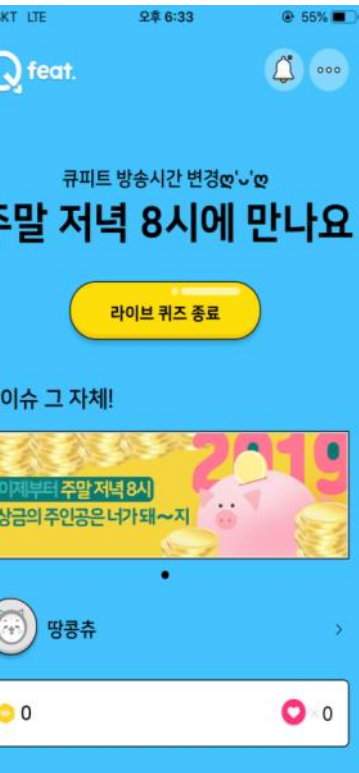 SKT LTE 오후 6:33 55%
Q feat.
큐피트 방송시간 변경ღ'ᴗ'ღ
주말 저녁 8시에 만나요
라이브 퀴즈 종료
이슈 그 자체!
2019
이제부터 주말 저녁 8시
상금의 주인공은 너가 돼~지
땅콩츄
0 × 0